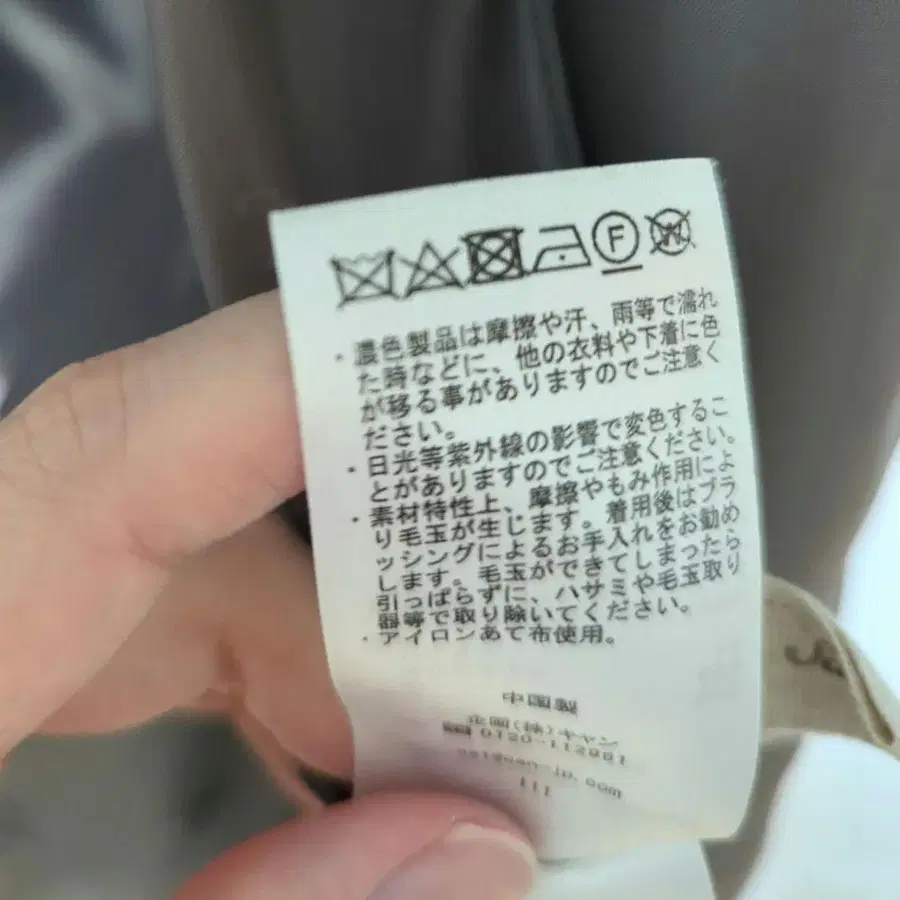 F
W
・濃色製品は摩擦や汗、雨等で濡れ
た時などに、他の衣料や下着に色
が移る事がありますのでご注意く
ださい。
・日光等紫外線の影響で変色するこ
とがありますのでご注意ください。
・素材特性上、摩擦やもみ作用によ
り毛玉が生じます。着用後はブラ
ッシングによるお手入れをお勧め
します。毛玉ができてしまったら
引っぱらずに、ハサミや毛玉取り
器等で取り除いてください。
・アイロンあて布使用。
中国製
企画(株)キャン
0120-112881
111